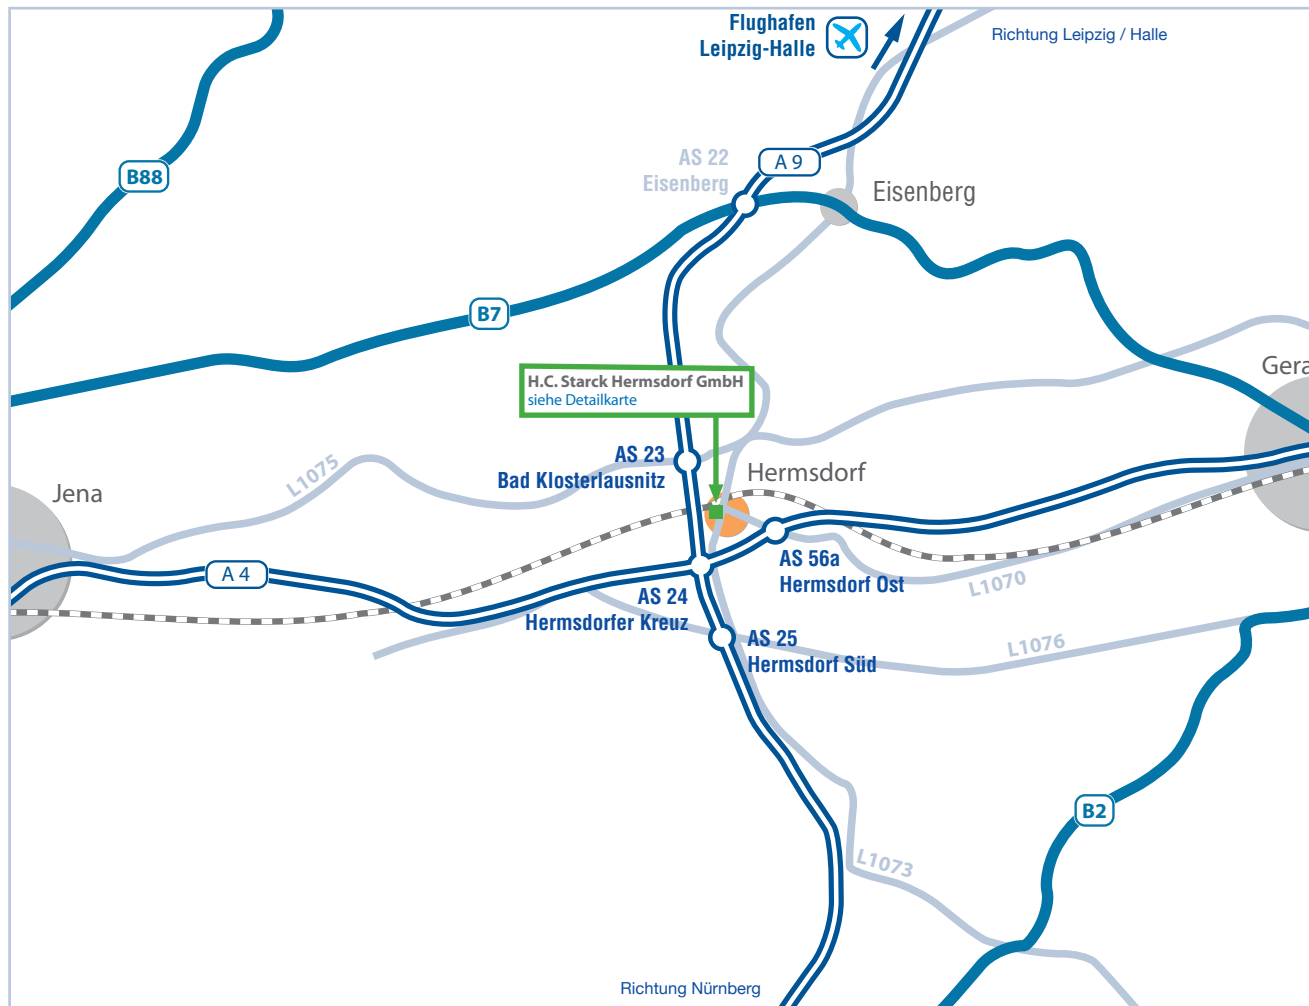 Flughafen
Leipzig-Halle
Richtung Leipzig / Halle
AS 22
Eisenberg
A 9
B88
Eisenberg
B7
H.C. Starck Hermsdorf GmbH
siehe Detailkarte
Gera
AS 23
Bad Klosterlausnitz
L1075
Hermsdorf
Jena
A 4
AS 56a
Hermsdorf Ost
L1070
AS 24
Hermsdorfer Kreuz
AS 25
Hermsdorf Süd
L1076
B2
L1073
Richtung Nürnberg